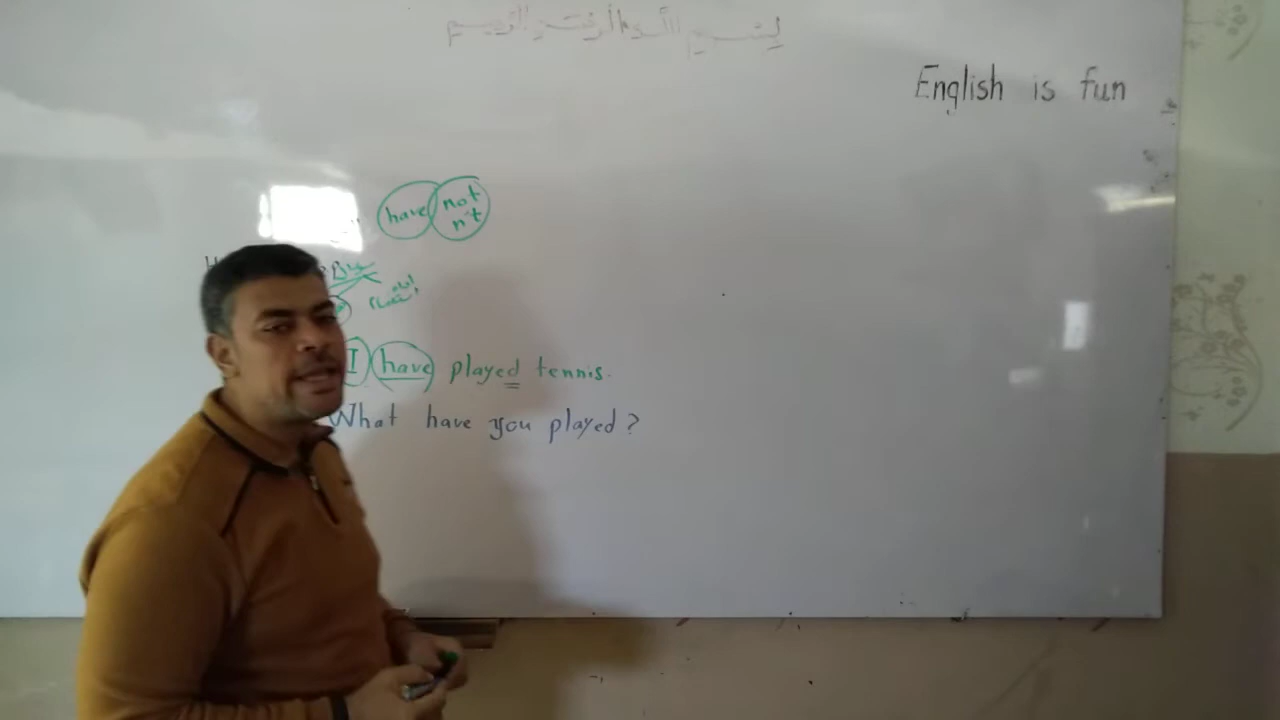 بسم الله الرحمن الرحيم
English is fun
have not
n't
I have played tennis.
What have you played?